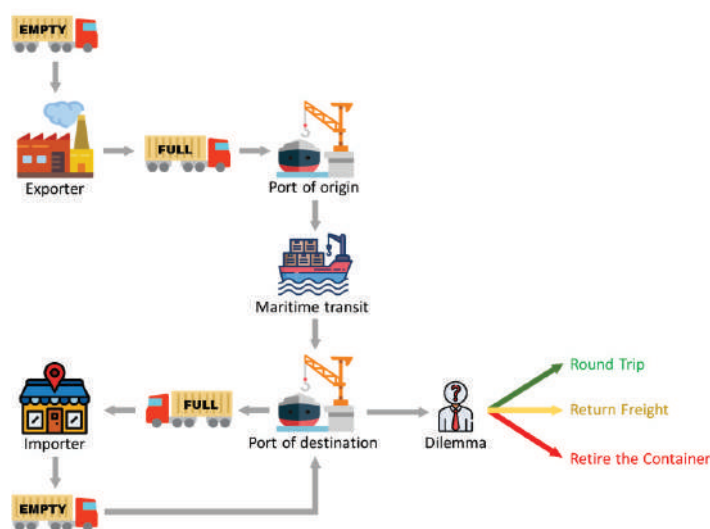 EMPTY
FULL
Exporter
Port of origin
Maritime transit
Round Trip
?
FULL
Return Freight
Importer
Port of destination
Dilemma
Retire the Container
EMPTY